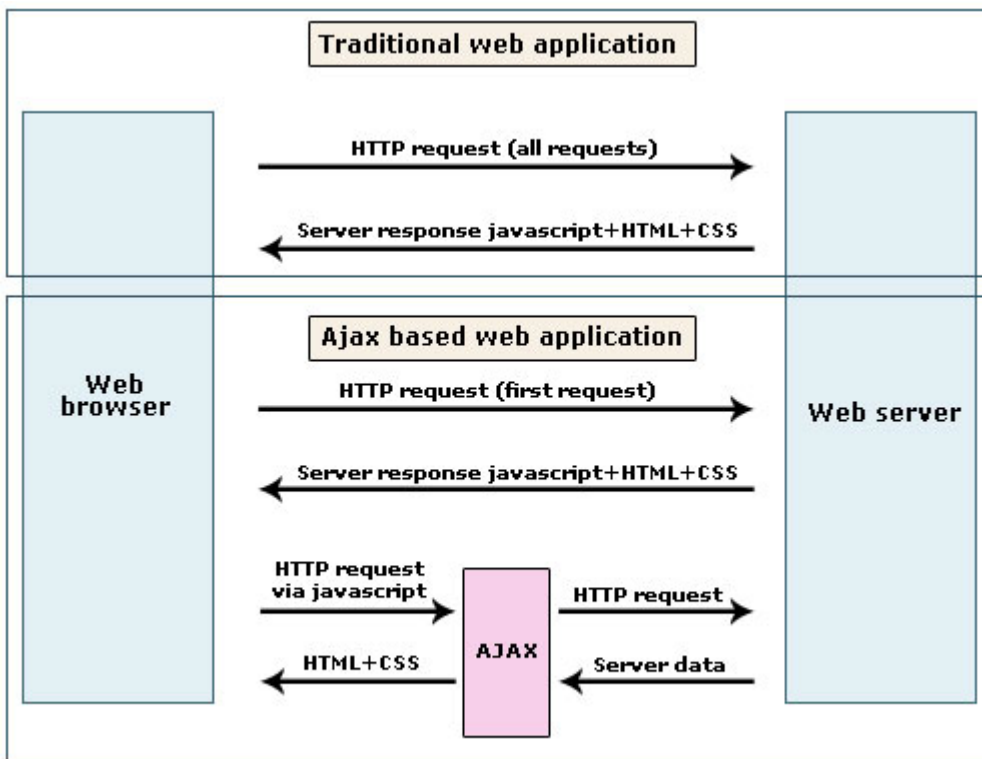 Traditional web application
HTTP request (all requests)
Server response javascript+HTML+CSS
Ajax based web application
Web
browser
HTTP request (first request)
Web server
Server response javascript+HTML+CSS
HTTP request
via javascript
HTTP request
AJAX
HTML+CSS
Server data